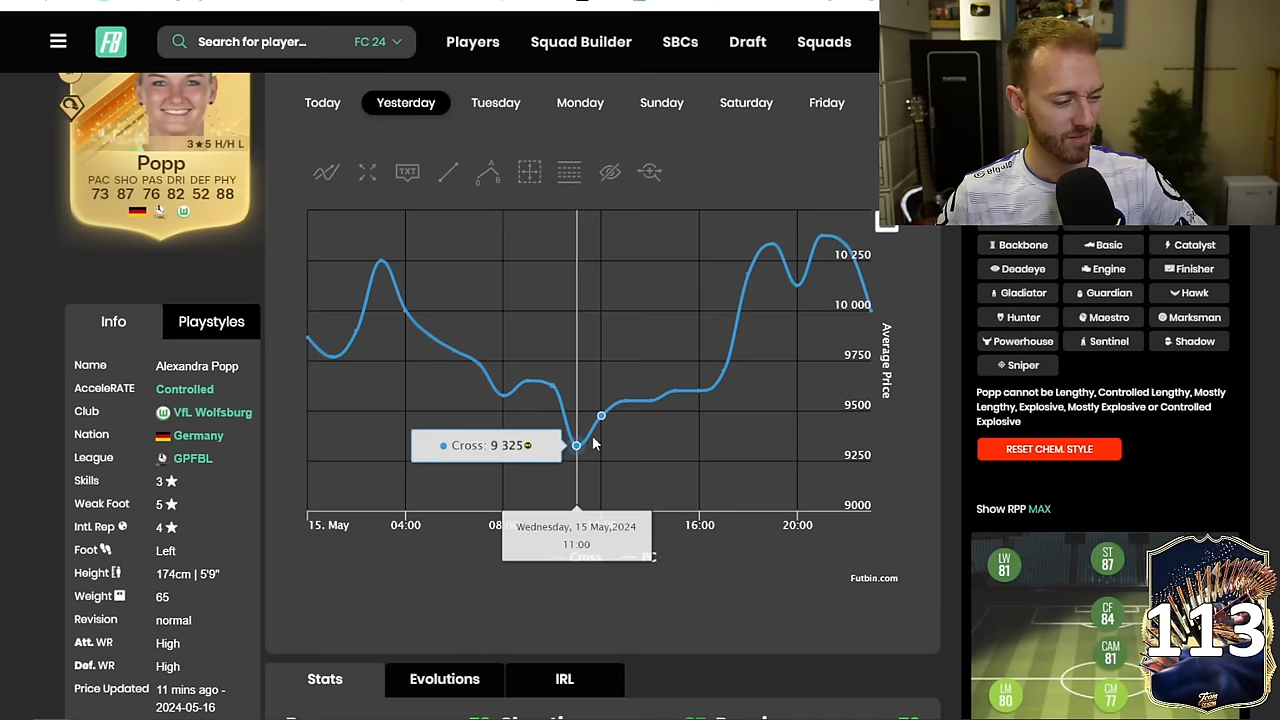 FB
Search for player...
FC 24
Players
Squad Builder
SBCs
Draft
Squads
3★5 H/H L
Popp
PAC SHO PAS DRI DEF PHY
73 87 76 82 52 88
Today
Yesterday
Tuesday
Monday
Sunday
Saturday
Friday
TXT
10 250
10 000
9750
9500
9250
9000
Average Price
Cross: 9 325
15. May
04:00
16:00
20:00
Wednesday, 15 May,2024
11:00
Cross
PC
Futbin.com
Info
Playstyles
Name Alexandra Popp
AcceleRATE Controlled
Club VfL Wolfsburg
Nation Germany
League GPFBL
Skills 3★
Weak Foot 5★
Intl. Rep 4★
Foot Left
Height 174cm | 5'9"
Weight 65
Revision normal
Att. WR High
Def. WR High
Price Updated 11 mins ago -
2024-05-16
Stats
Evolutions
IRL
Backbone
Basic
Catalyst
Deadeye
Engine
Finisher
Gladiator
Guardian
Hawk
Hunter
Maestro
Marksman
Powerhouse
Sentinel
Shadow
Sniper
Popp cannot be Lengthy, Controlled Lengthy, Mostly
Lengthy, Explosive, Mostly Explosive or Controlled
Explosive
RESET CHEM. STYLE
Show RPP MAX
LW
81
ST
87
CF
84
CAM
81
LM
80
CM
77
113